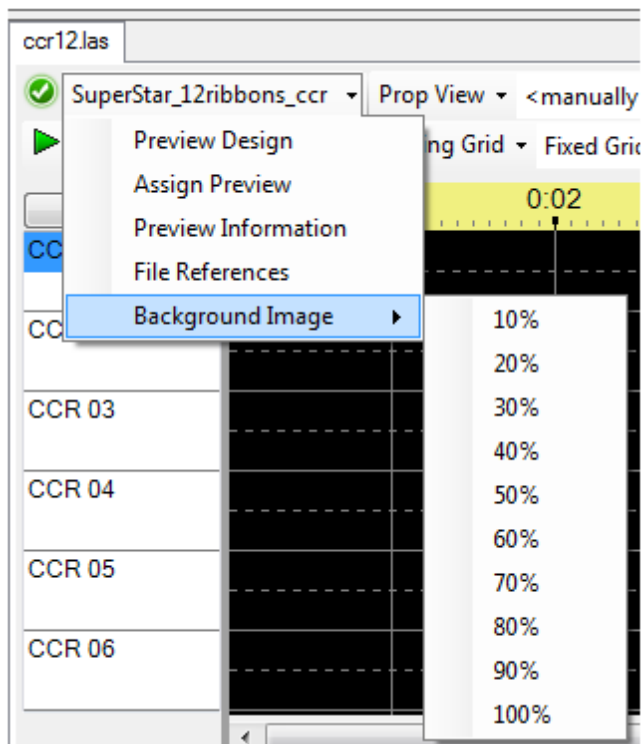 ccr12.las
SuperStar_12ribbons_ccr Prop View <manually
Preview Design
ng Grid Fixed Gri
Assign Preview
0:02
Preview Information
CC
File References
Background Image
10%
CC
20%
30%
CCR 03
40%
CCR 04
50%
60%
CCR 05
70%
80%
CCR 06
90%
100%